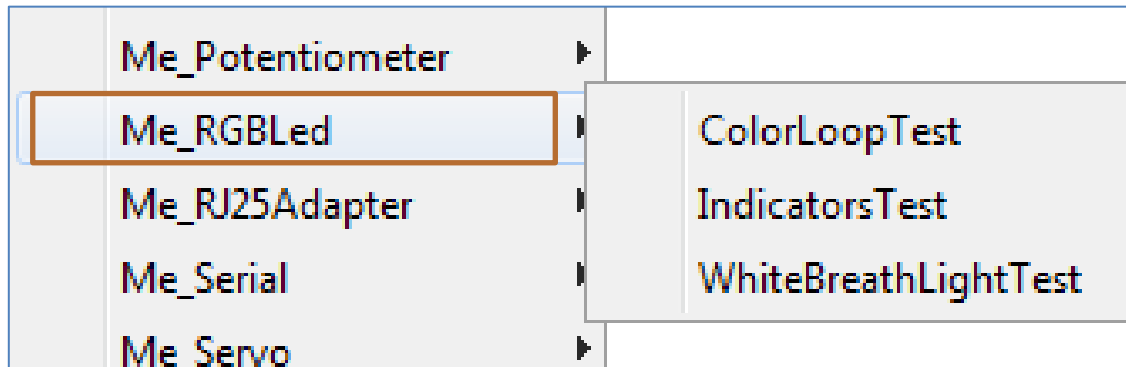 Me_Potentiometer
Me_RGBLed
Me_RJ25Adapter
Me_Serial
Me_Servo
ColorLoopTest
IndicatorsTest
WhiteBreathLightTest